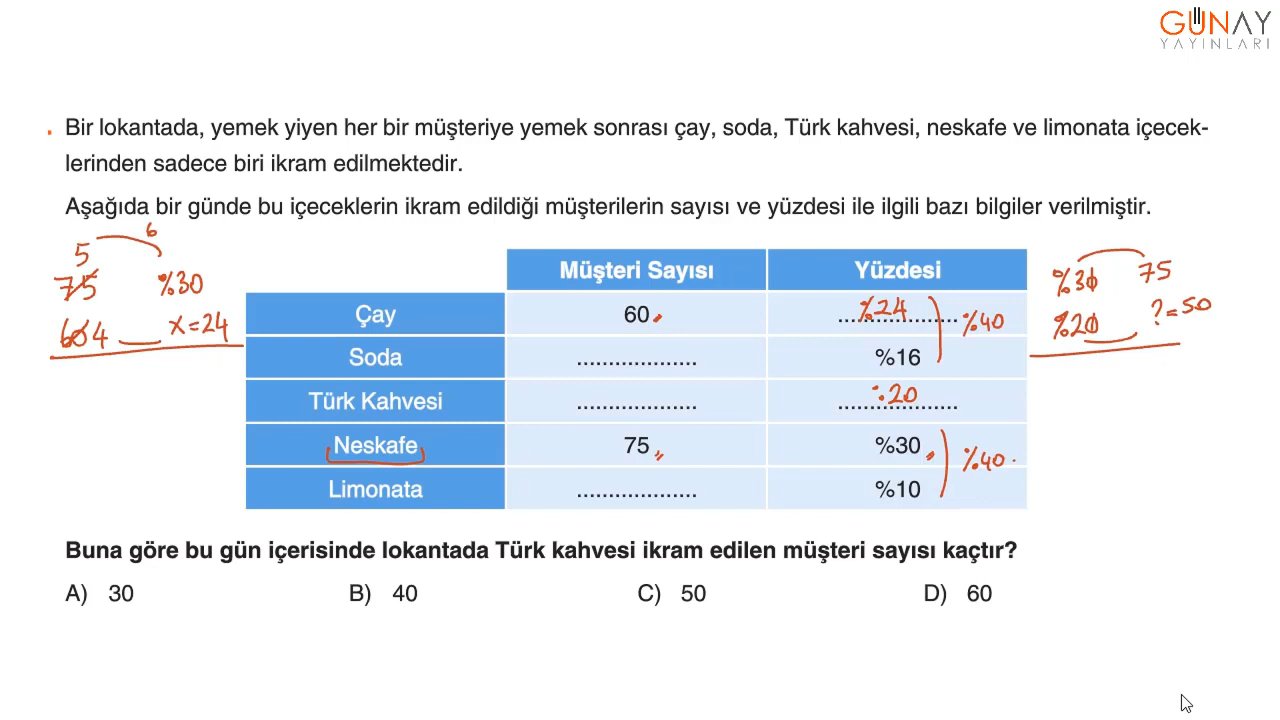 GÜNAY
YAYINLARI
Bir lokantada, yemek yiyen her bir müşteriye yemek sonrası çay, soda, Türk kahvesi, neskafe ve limonata içecek-
lerinden sadece biri ikram edilmektedir.
Aşağıda bir günde bu içeceklerin ikram edildiği müşterilerin sayısı ve yüzdesi ile ilgili bazı bilgiler verilmiştir.
5 6
75 %30
60 4 x=24
Müşteri Sayısı Yüzdesi
Çay 60 %24
Soda ................... %16
%40
Türk Kahvesi ................... %20
Neskafe 75 %30
Limonata ................... %10
%40
%30 75
%20 ?=50
Buna göre bu gün içerisinde lokantada Türk kahvesi ikram edilen müşteri sayısı kaçtır?
A) 30 B) 40 C) 50 D) 60